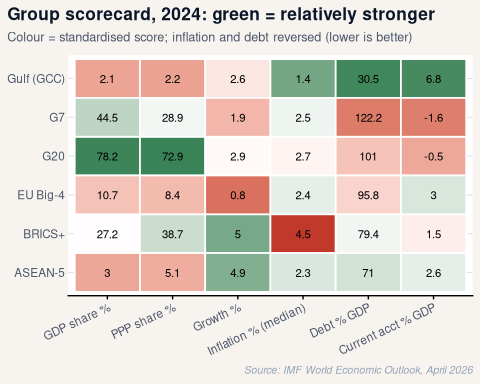 Group scorecard, 2024: green = relatively stronger
Colour = standardised score; inflation and debt reversed (lower is better)
Gulf (GCC) 2.1 2.2 2.6 1.4 30.5 6.8
G7 44.5 28.9 1.9 2.5 122.2 -1.6
G20 78.2 72.9 2.9 2.7 101 -0.5
EU Big-4 10.7 8.4 0.8 2.4 95.8 3
BRICS+ 27.2 38.7 5 4.5 79.4 1.5
ASEAN-5 3 5.1 4.9 2.3 71 2.6
GDP share % PPP share % Growth % Inflation % (median) Debt % GDP Current acct % GDP
Source: IMF World Economic Outlook, April 2026